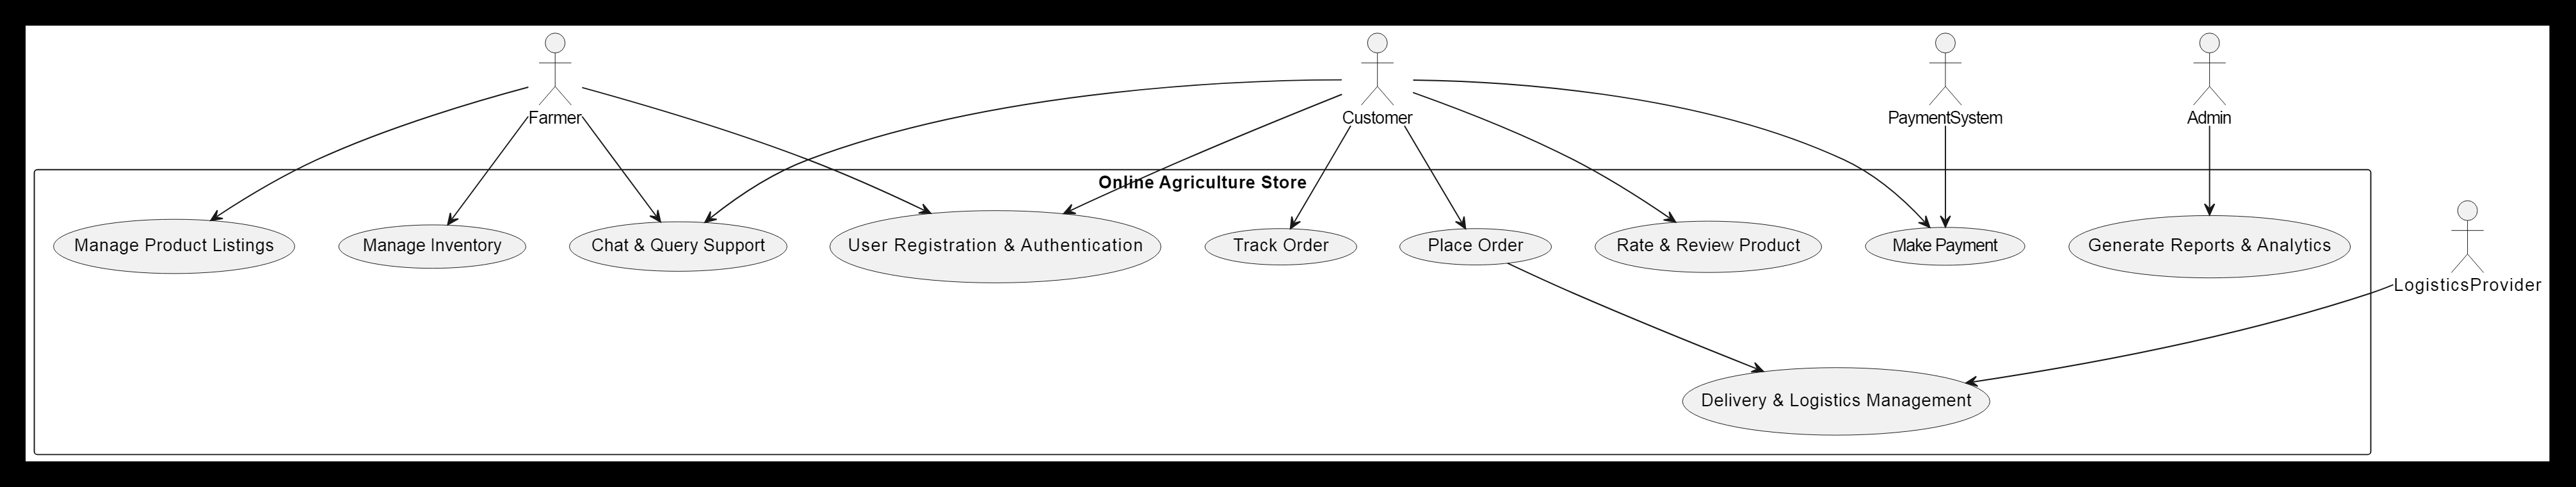 Farmer
Customer
PaymentSystem
Admin
Online Agriculture Store
Manage Product Listings
Manage Inventory
Chat & Query Support
User Registration & Authentication
Track Order
Place Order
Rate & Review Product
Make Payment
Generate Reports & Analytics
LogisticsProvider
Delivery & Logistics Management